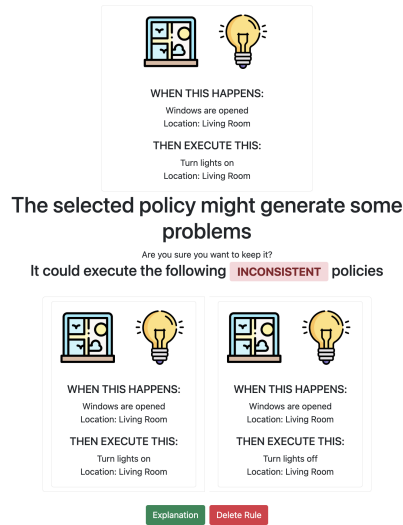 WHEN THIS HAPPENS:
Windows are opened
Location: Living Room
THEN EXECUTE THIS:
Turn lights on
Location: Living Room
The selected policy might generate some
problems
Are you sure you want to keep it?
It could execute the following INCONSISTENT policies
WHEN THIS HAPPENS:
Windows are opened
Location: Living Room
THEN EXECUTE THIS:
Turn lights on
Location: Living Room
WHEN THIS HAPPENS:
Windows are opened
Location: Living Room
THEN EXECUTE THIS:
Turn lights off
Location: Living Room
Explanation
Delete Rule